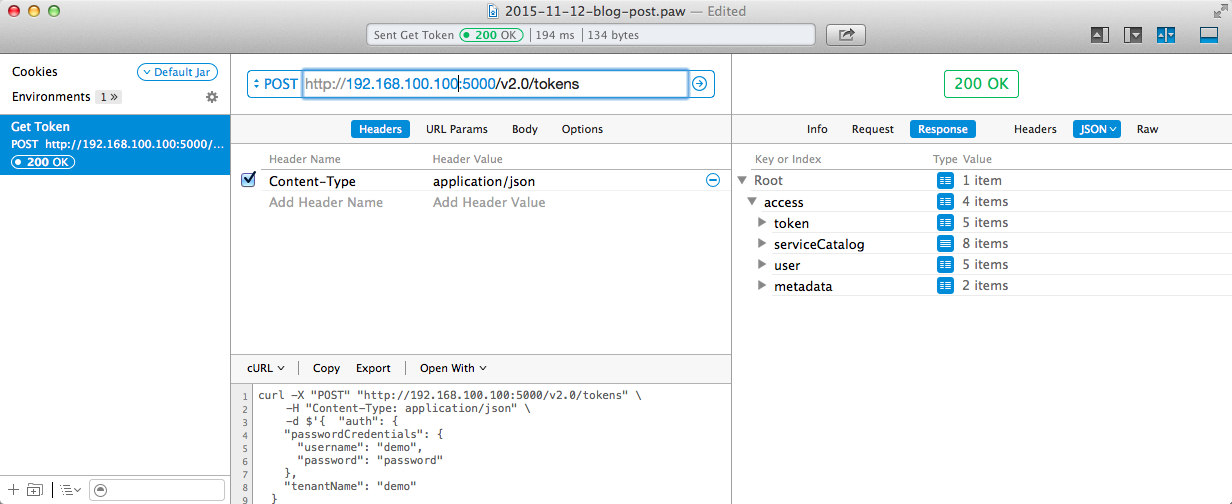 2015-11-12-blog-post.paw — Edited
Sent Get Token 200 OK 194 ms 134 bytes
Cookies Default Jar
Environments 1 »
Get Token
POST http://192.168.100.100:5000/...
200 OK
POST http://192.168.100.100:5000/v2.0/tokens
Headers URL Params Body Options
Header Name Header Value
Content-Type application/json
Add Header Name Add Header Value
cURL Copy Export Open With
1 curl -X "POST" "http://192.168.100.100:5000/v2.0/tokens" \
2 -H "Content-Type: application/json" \
3 -d $'{ "auth": {
4 "passwordCredentials": {
5 "username": "demo",
6 "password": "password"
7 },
8 "tenantName": "demo"
9 }
200 OK
Info Request Response Headers JSON Raw
Key or Index Type Value
Root 1 item
access 4 items
token 5 items
serviceCatalog 8 items
user 5 items
metadata 2 items